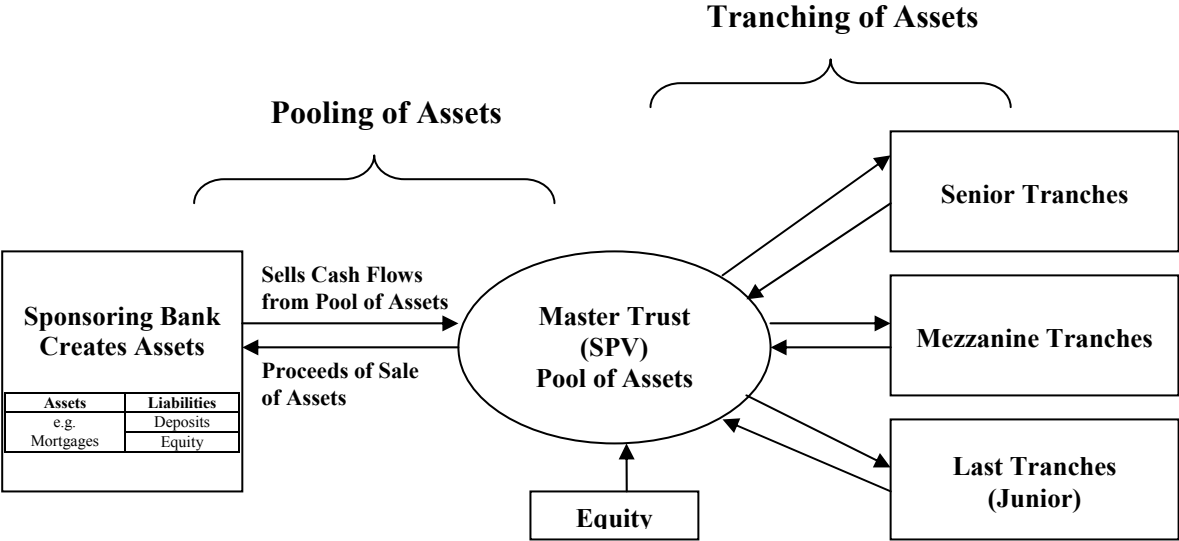 Tranching of Assets
Pooling of Assets
Sponsoring Bank
Creates Assets
Assets Liabilities
e.g. Deposits
Mortgages Equity
Sells Cash Flows
from Pool of Assets
Proceeds of Sale
of Assets
Master Trust
(SPV)
Pool of Assets
Equity
Senior Tranches
Mezzanine Tranches
Last Tranches
(Junior)